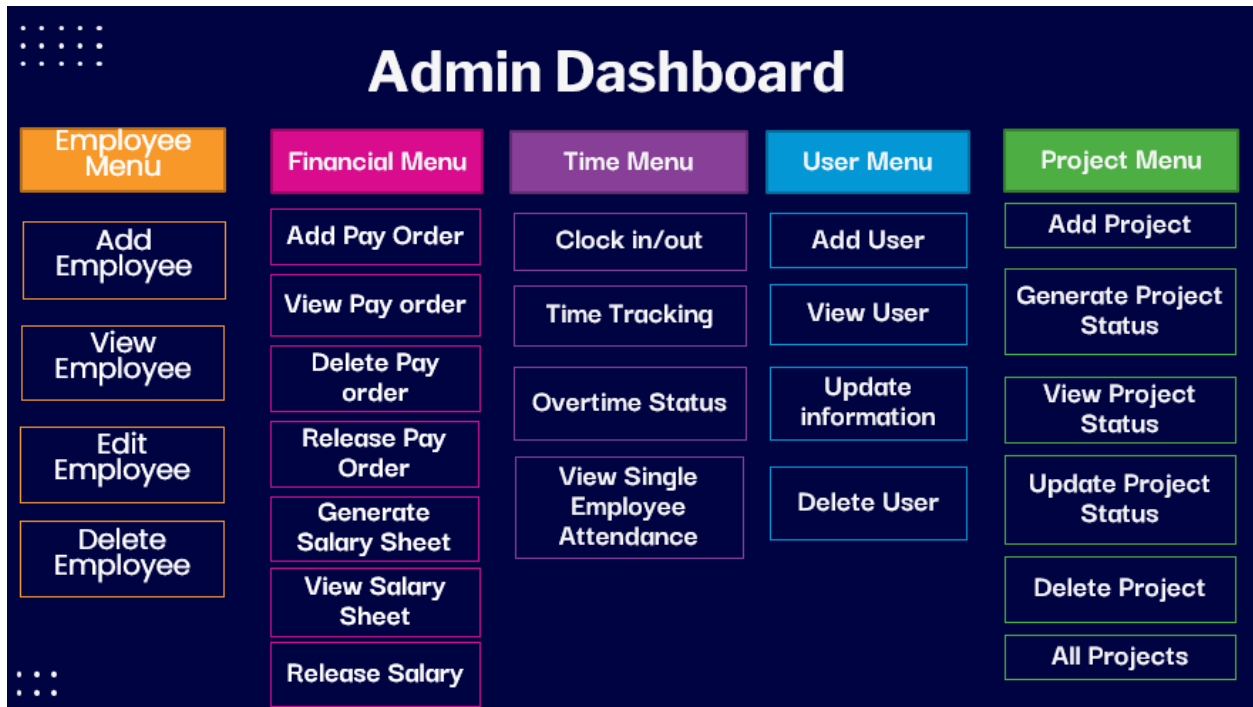 Admin Dashboard
Employee
Menu
Add
Employee
View
Employee
Edit
Employee
Delete
Employee
Financial Menu
Add Pay Order
View Pay order
Delete Pay
order
Release Pay
Order
Generate
Salary Sheet
View Salary
Sheet
Release Salary
Time Menu
Clock in/out
Time Tracking
Overtime Status
View Single
Employee
Attendance
User Menu
Add User
View User
Update
information
Delete User
Project Menu
Add Project
Generate Project
Status
View Project
Status
Update Project
Status
Delete Project
All Projects